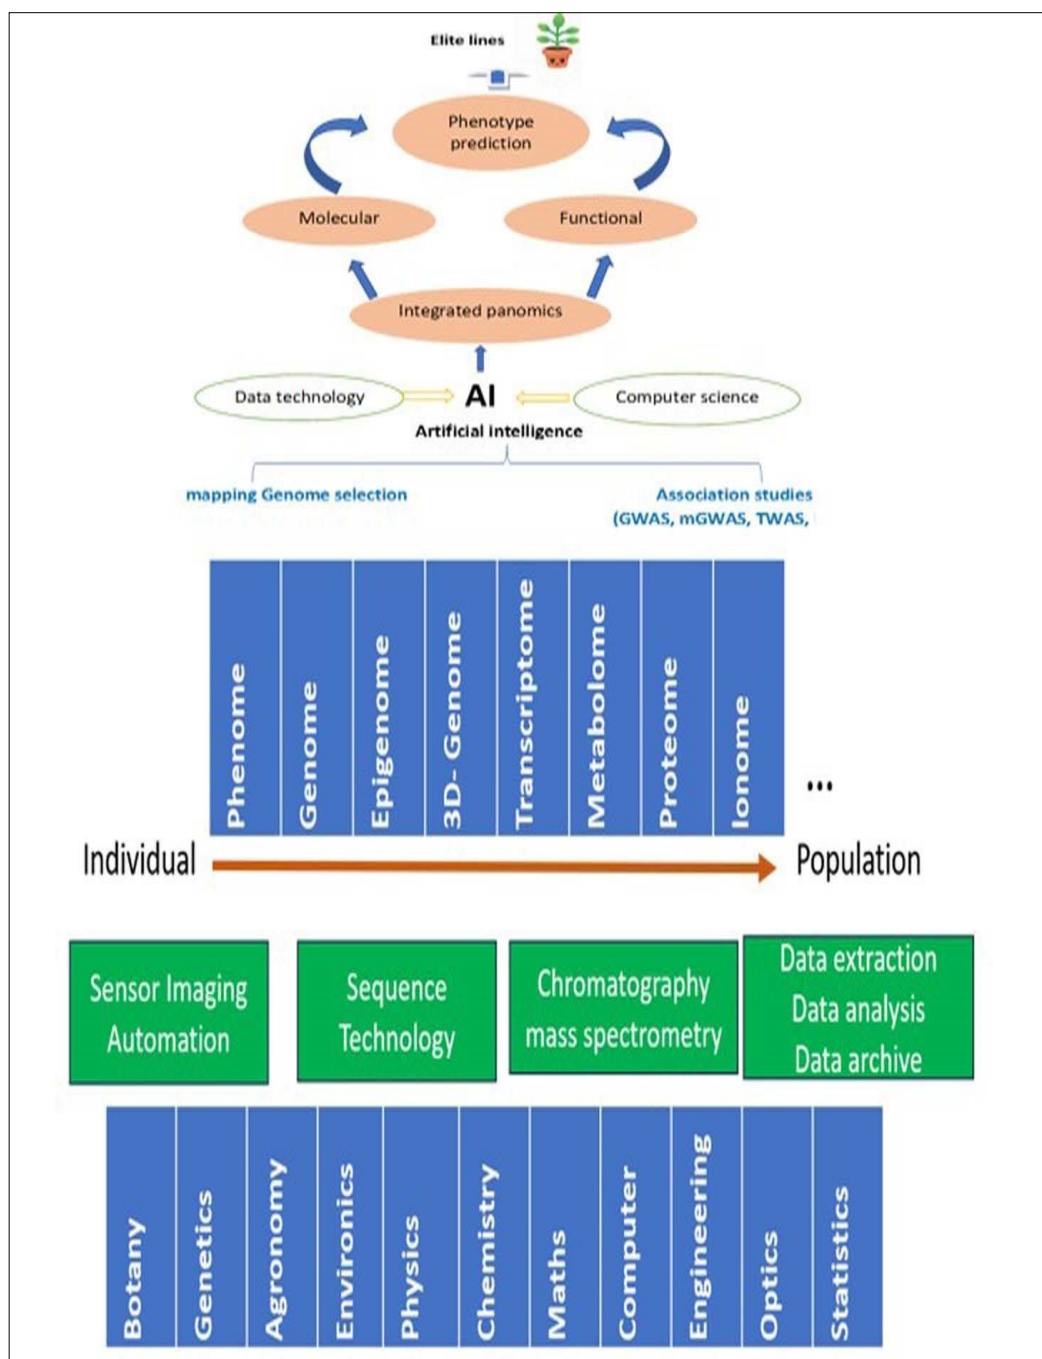 Elite lines
Phenotype
prediction
Molecular
Functional
Integrated panomics
Data technology
AI
Computer science
Artificial intelligence
mapping Genome selection
Association studies
(GWAS, mGWAS, TWAS,
Phenome
Genome
Epigenome
3D- Genome
Transcriptome
Metabolome
Proteome
Ionome
...
Individual
Population
Sensor Imaging
Automation
Sequence
Technology
Chromatography
mass spectrometry
Data extraction
Data analysis
Data archive
Botany
Genetics
Agronomy
Environics
Physics
Chemistry
Maths
Computer
Engineering
Optics
Statistics